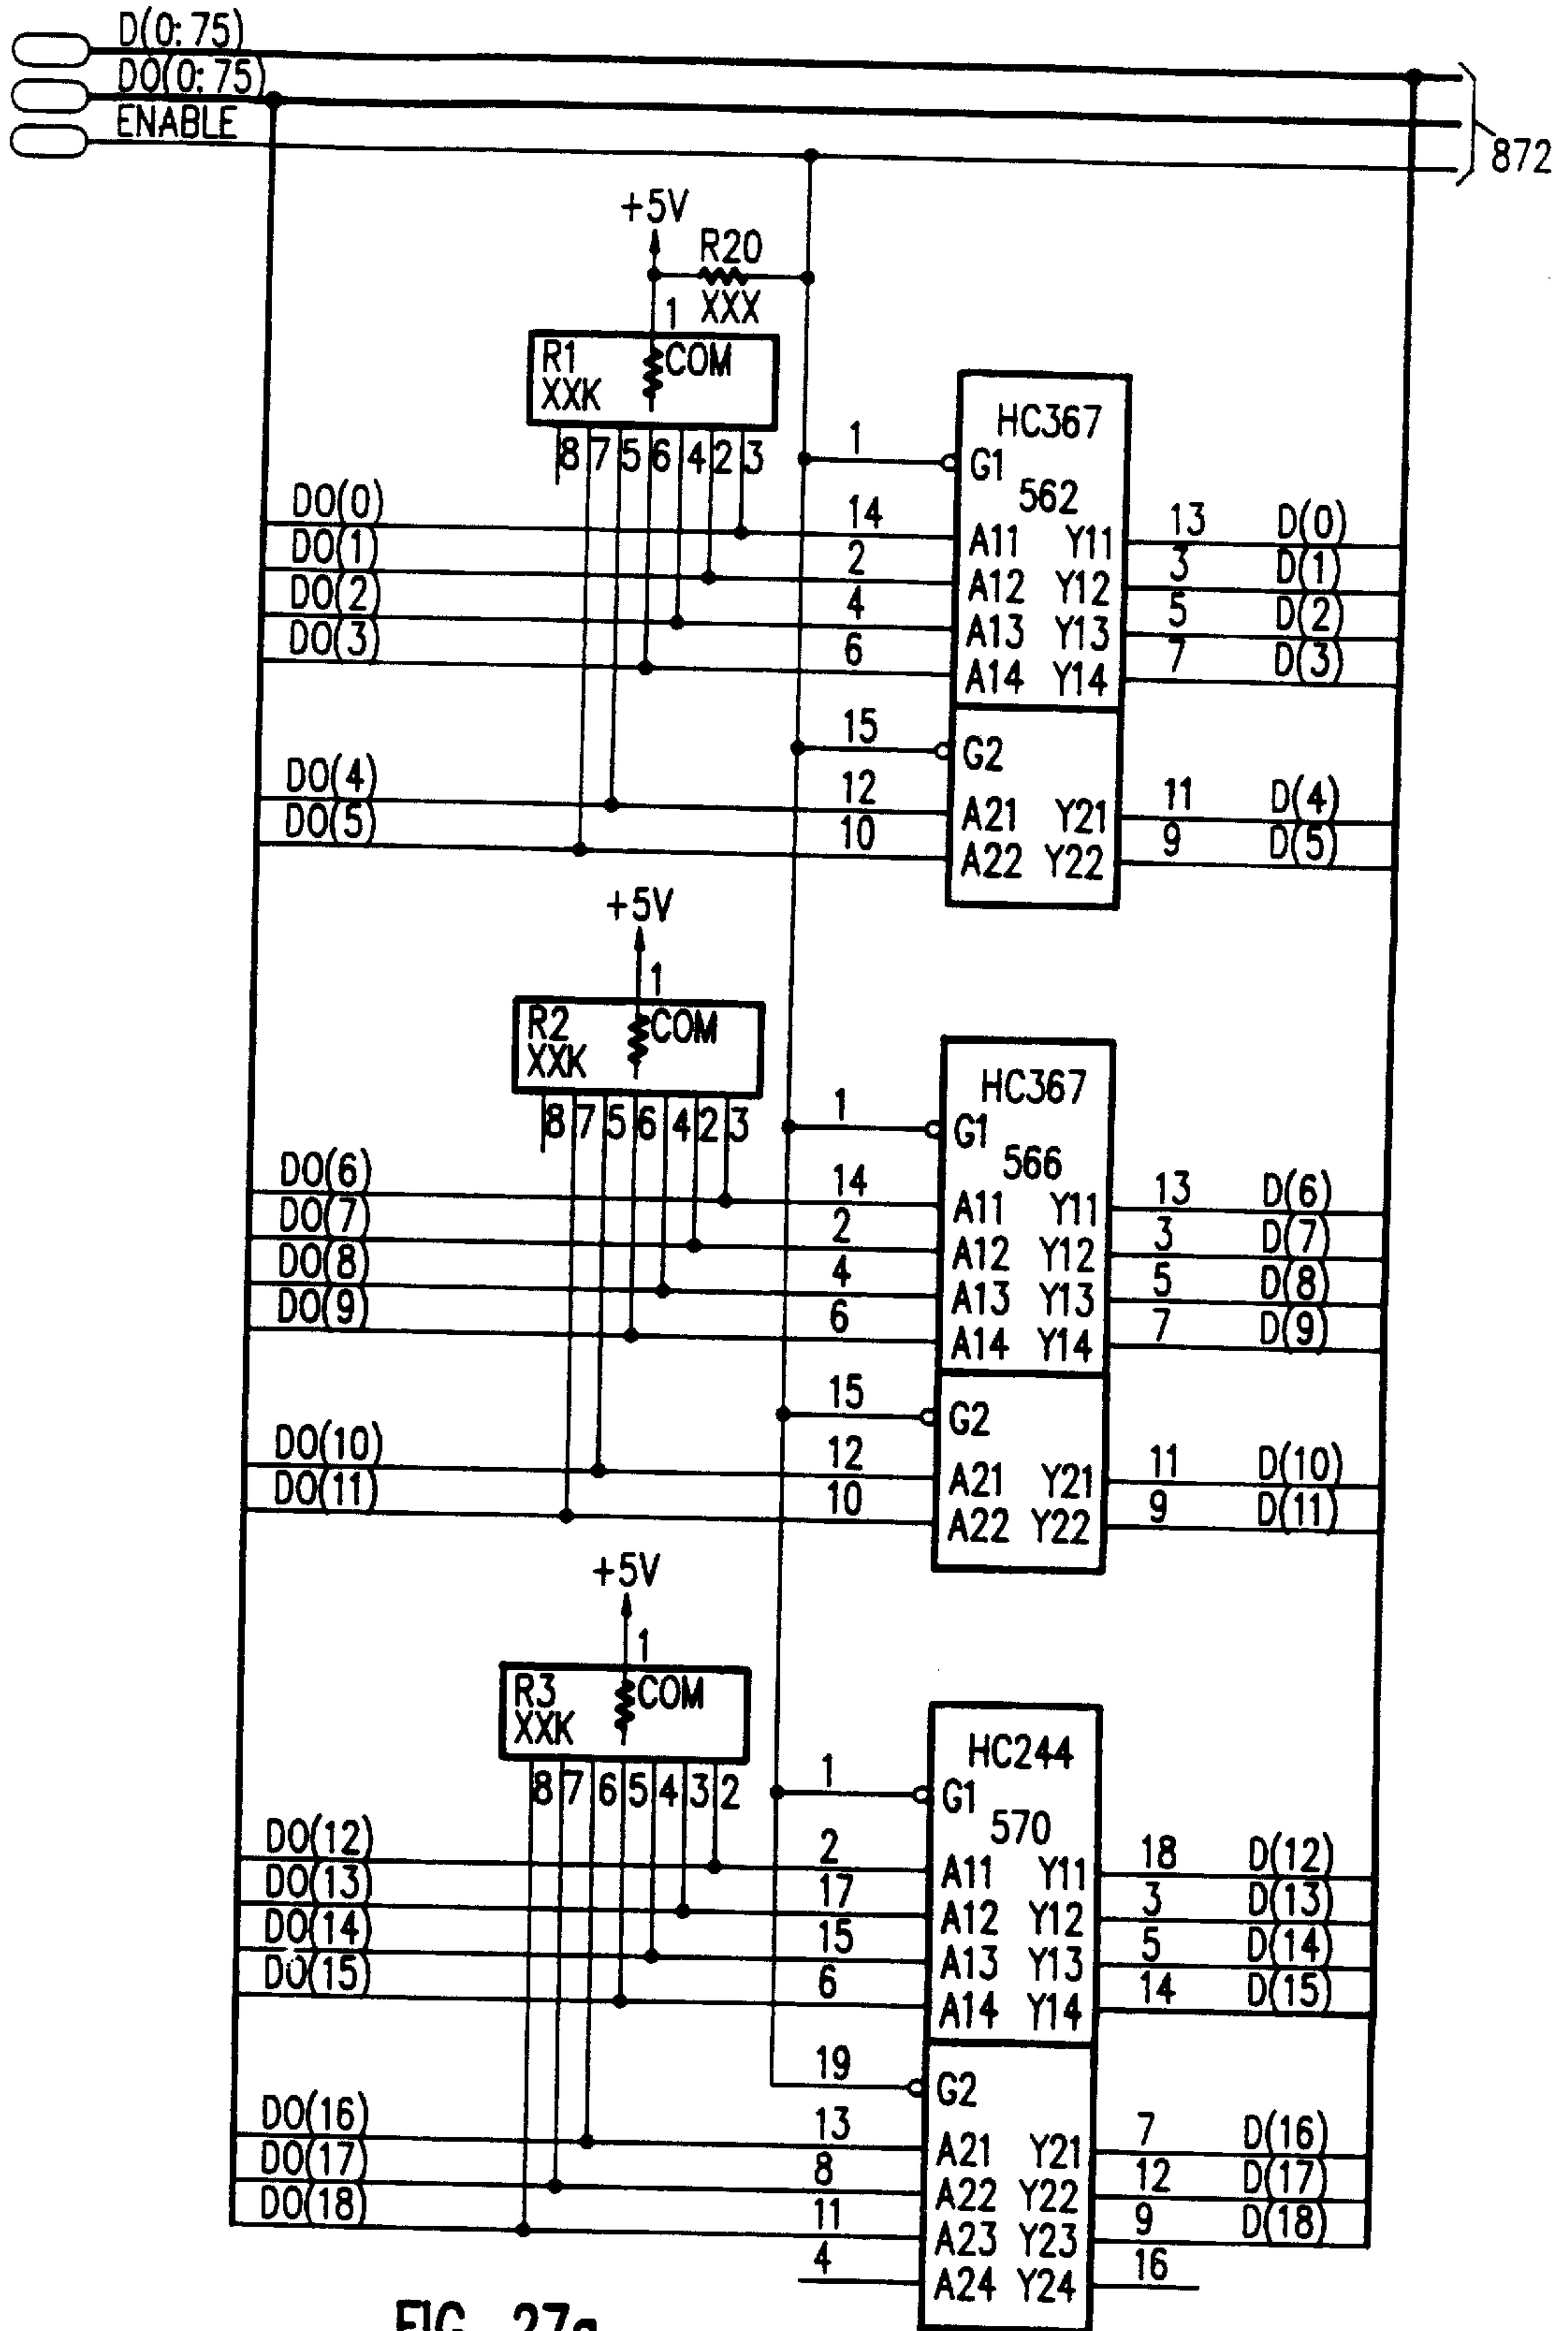 D(0:75)
DO(0:75)
ENABLE
872
+5V
R20
XXX
1
R1 COM
XXK
8 7 5 6 4 2 3
HC367
562
1 G1
DO(0) 14 A11 Y11 13 D(0)
DO(1) 2 A12 Y12 3 D(1)
DO(2) 4 A13 Y13 5 D(2)
DO(3) 6 A14 Y14 7 D(3)
15 G2
DO(4) 12 A21 Y21 11 D(4)
DO(5) 10 A22 Y22 9 D(5)
+5V
1
R2 COM
XXK
8 7 5 6 4 2 3
HC367
566
1 G1
DO(6) 14 A11 Y11 13 D(6)
DO(7) 2 A12 Y12 3 D(7)
DO(8) 4 A13 Y13 5 D(8)
DO(9) 6 A14 Y14 7 D(9)
15 G2
DO(10) 12 A21 Y21 11 D(10)
DO(11) 10 A22 Y22 9 D(11)
+5V
1
R3 COM
XXK
8 7 6 5 4 3 2
HC244
570
1 G1
DO(12) 2 A11 Y11 18 D(12)
DO(13) 17 A12 Y12 3 D(13)
DO(14) 15 A13 Y13 5 D(14)
DO(15) 6 A14 Y14 14 D(15)
19 G2
DO(16) 13 A21 Y21 7 D(16)
DO(17) 8 A22 Y22 12 D(17)
DO(18) 11 A23 Y23 9 D(18)
4 A24 Y24 16
FIG. 27a